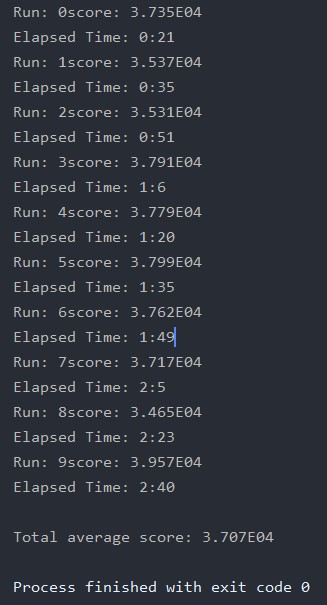 Run: 0score: 3.735E04
Elapsed Time: 0:21
Run: 1score: 3.537E04
Elapsed Time: 0:35
Run: 2score: 3.531E04
Elapsed Time: 0:51
Run: 3score: 3.791E04
Elapsed Time: 1:6
Run: 4score: 3.779E04
Elapsed Time: 1:20
Run: 5score: 3.799E04
Elapsed Time: 1:35
Run: 6score: 3.762E04
Elapsed Time: 1:49
Run: 7score: 3.717E04
Elapsed Time: 2:5
Run: 8score: 3.465E04
Elapsed Time: 2:23
Run: 9score: 3.957E04
Elapsed Time: 2:40
Total average score: 3.707E04
Process finished with exit code 0